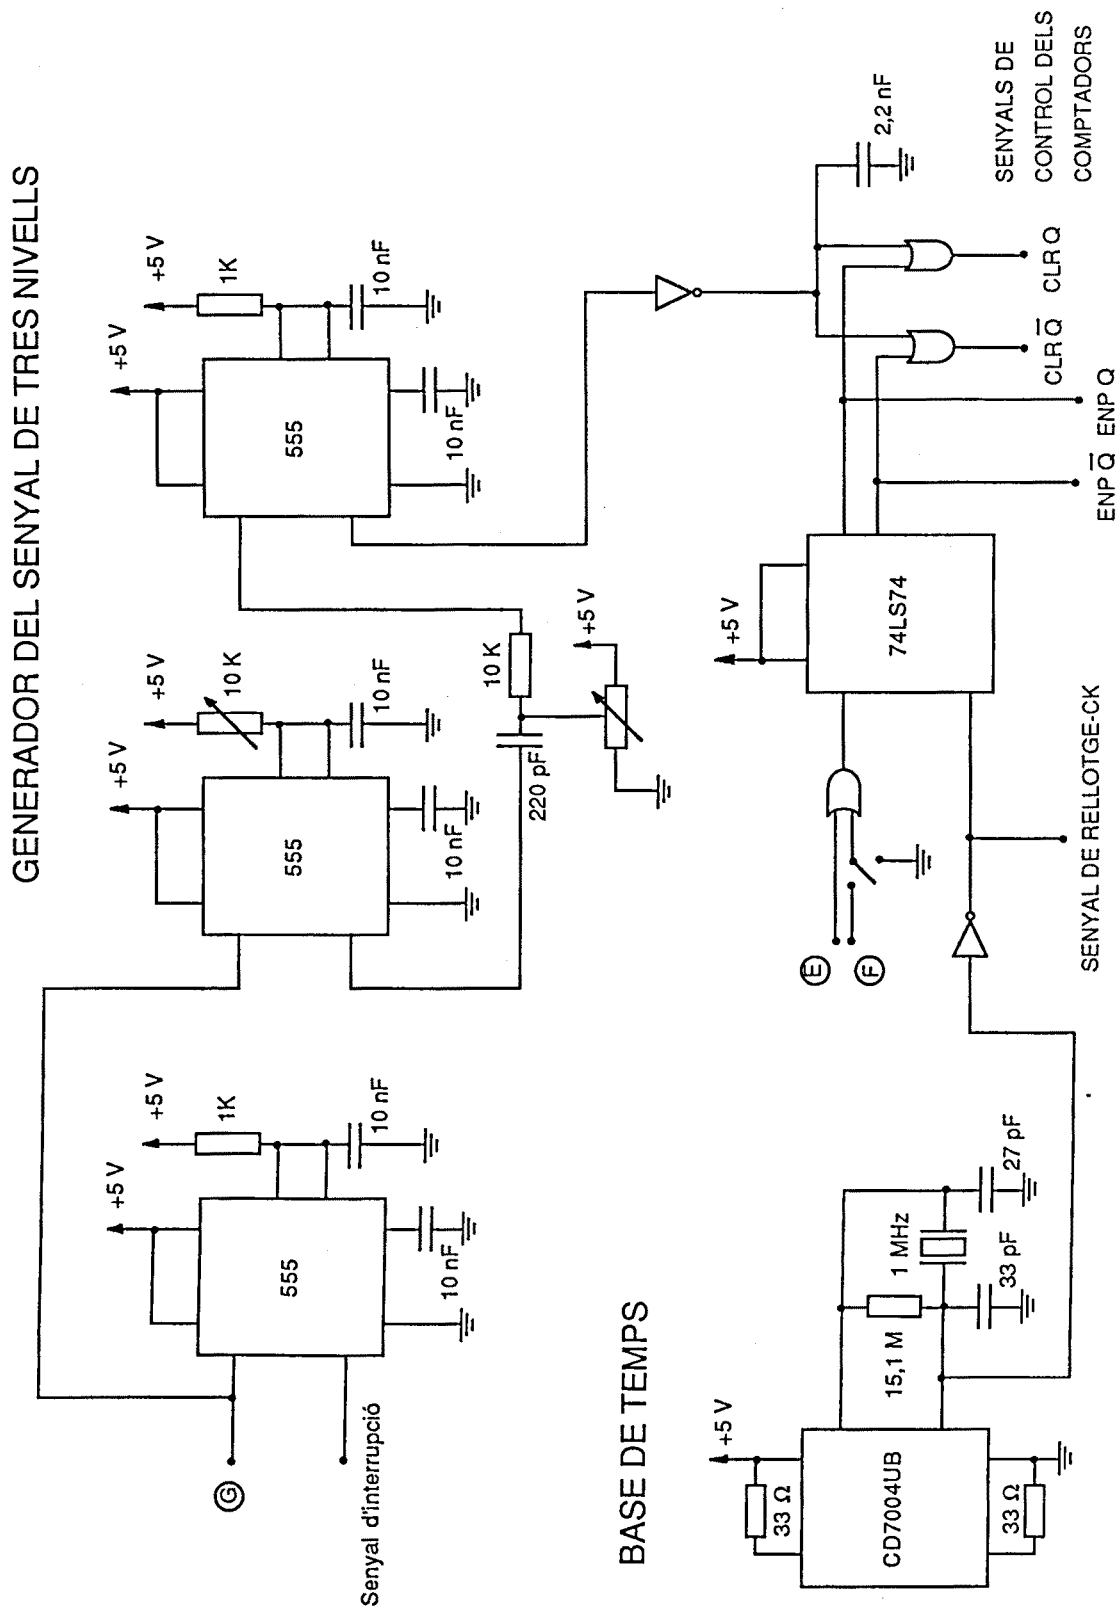 GENERADOR DEL SENYAL DE TRES NIVELLS
+5 V
+5 V
1K
555
10 nF
10 nF
G
Senyal d'interrupció
+5 V
+5 V
10 K
555
10 nF
10 nF
+5 V
+5 V
1K
555
10 nF
10 nF
220 pF
10 K
+5 V
BASE DE TEMPS
+5 V
33 Ω
CD7004UB
33 Ω
15,1 M
1 MHz
33 pF
27 pF
E
F
+5 V
74LS74
SENYAL DE RELLOTGE-CK
2,2 nF
ENP Q̅
ENP Q
CLR Q̅
CLR Q
SENYALS DE
CONTROL DELS
COMPTADORS